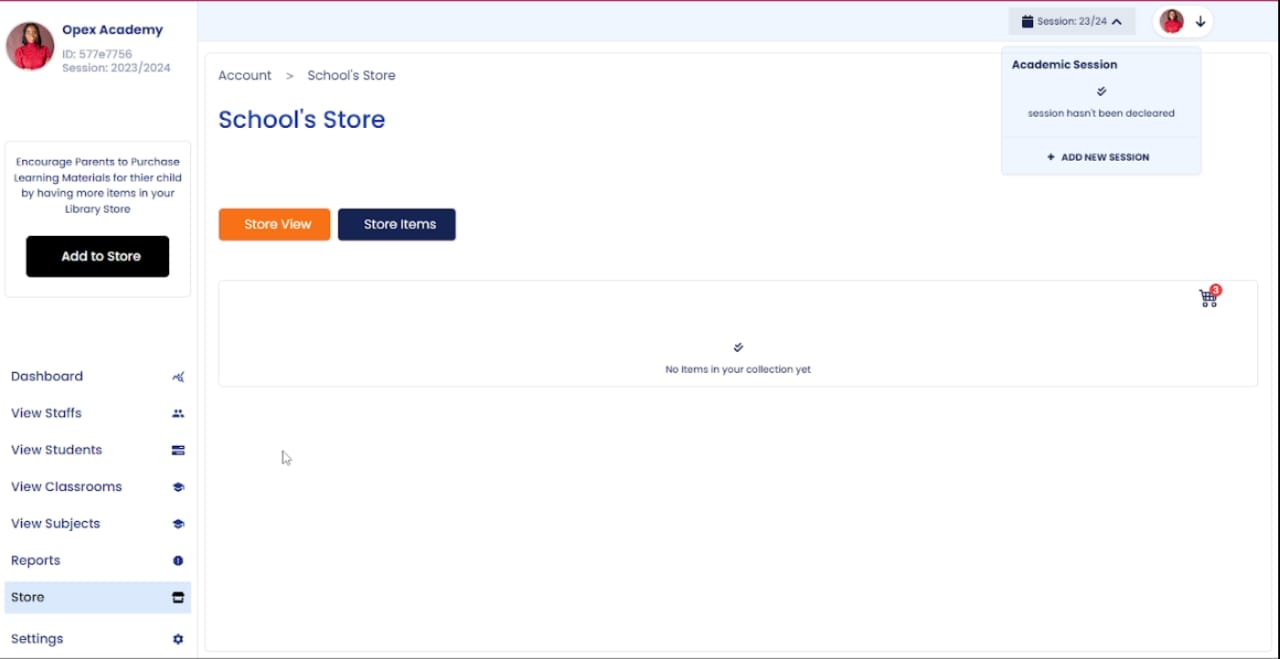 Opex Academy
ID: 577e7756
Session: 2023/2024
Encourage Parents to Purchase
Learning Materials for thier child
by having more items in your
Library Store
Add to Store
Dashboard
View Staffs
View Students
View Classrooms
View Subjects
Reports
Store
Settings
Session: 23/24
Academic Session
session hasn't been decleared
+ ADD NEW SESSION
Account > School's Store
School's Store
Store View
Store Items
3
No Items in your collection yet